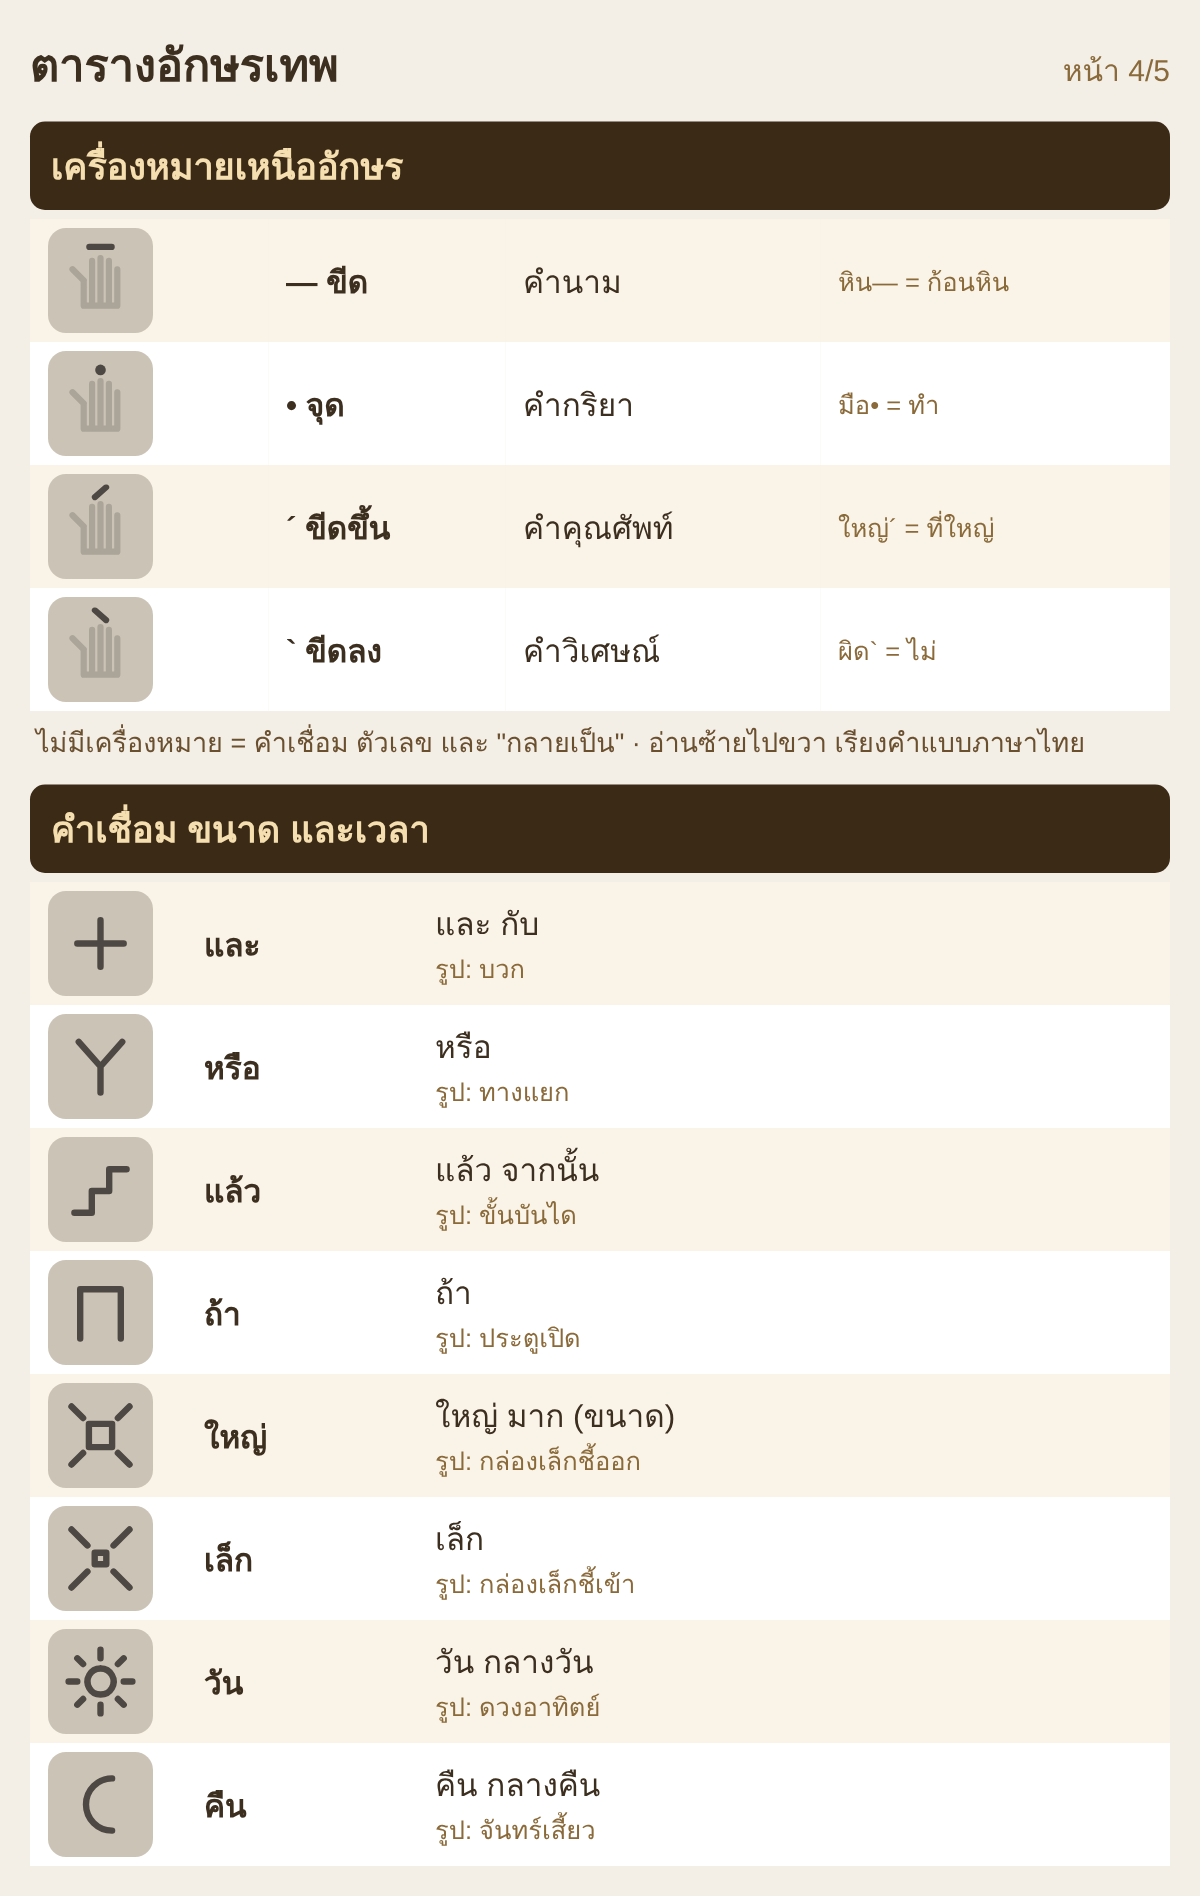 ตารางอักษรเทพ
หน้า 4/5
เครื่องหมายเหนืออักษร
— ขีด คำนาม หิน— = ก้อนหิน
• จุด คำกริยา มือ• = ทำ
´ ขีดขึ้น คำคุณศัพท์ ใหญ่´ = ที่ใหญ่
` ขีดลง คำวิเศษณ์ ผิด` = ไม่
ไม่มีเครื่องหมาย = คำเชื่อม ตัวเลข และ "กลายเป็น" · อ่านซ้ายไปขวา เรียงคำแบบภาษาไทย
คำเชื่อม ขนาด และเวลา
และ
และ กับ
รูป: บวก
หรือ
หรือ
รูป: ทางแยก
แล้ว
แล้ว จากนั้น
รูป: ขั้นบันได
ถ้า
ถ้า
รูป: ประตูเปิด
ใหญ่
ใหญ่ มาก (ขนาด)
รูป: กล่องเล็กชี้ออก
เล็ก
เล็ก
รูป: กล่องเล็กชี้เข้า
วัน
วัน กลางวัน
รูป: ดวงอาทิตย์
คืน
คืน กลางคืน
รูป: จันทร์เสี้ยว